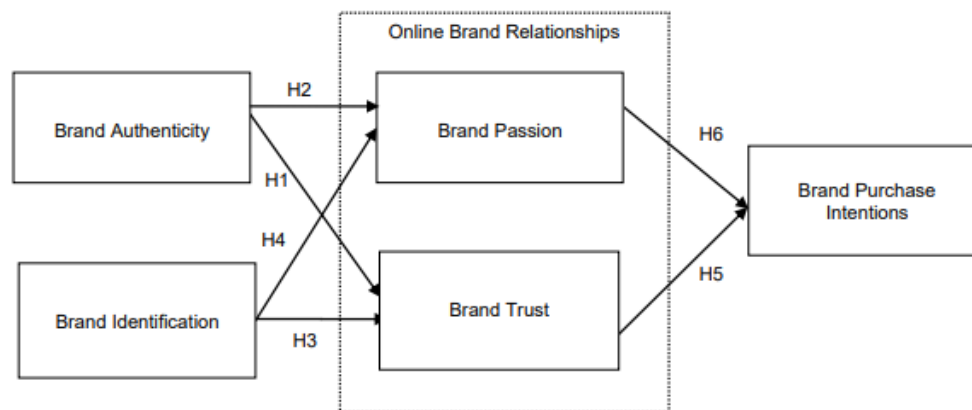 Online Brand Relationships
H2
Brand Authenticity
Brand Passion
H6
H1
Brand Purchase
Intentions
H4
H5
Brand Identification
Brand Trust
H3